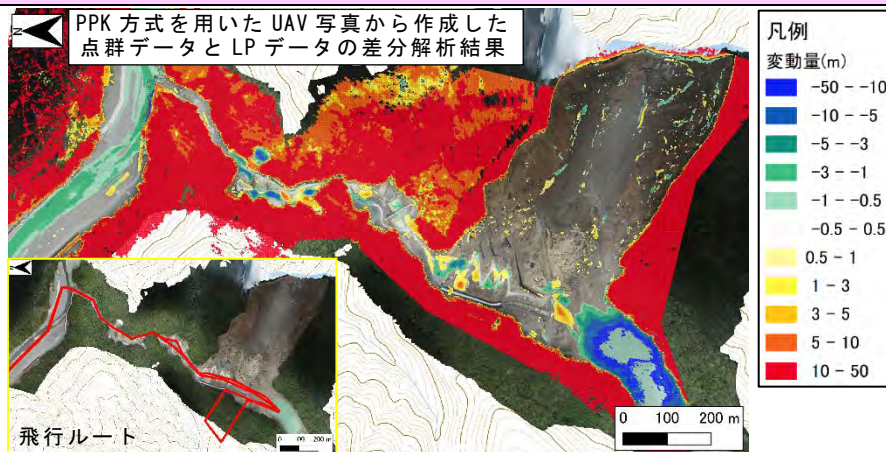 PPK 方式を用いた UAV 写真から作成した
点群データと LP データの差分解析結果
N
凡例
変動量(m)
-50 - -10
-10 - -5
-5 - -3
-3 - -1
-1 - -0.5
-0.5 - 0.5
0.5 - 1
1 - 3
3 - 5
5 - 10
10 - 50
N
飛行ルート
0 100 200 m
0 100 200 m